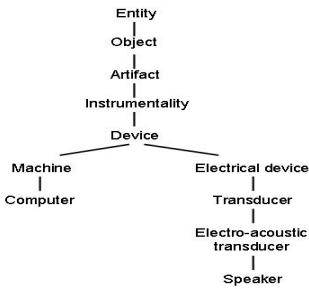 Entity
Object
Artifact
Instrumentality
Device
Machine
Electrical device
Computer
Transducer
Electro-acoustic
transducer
Speaker